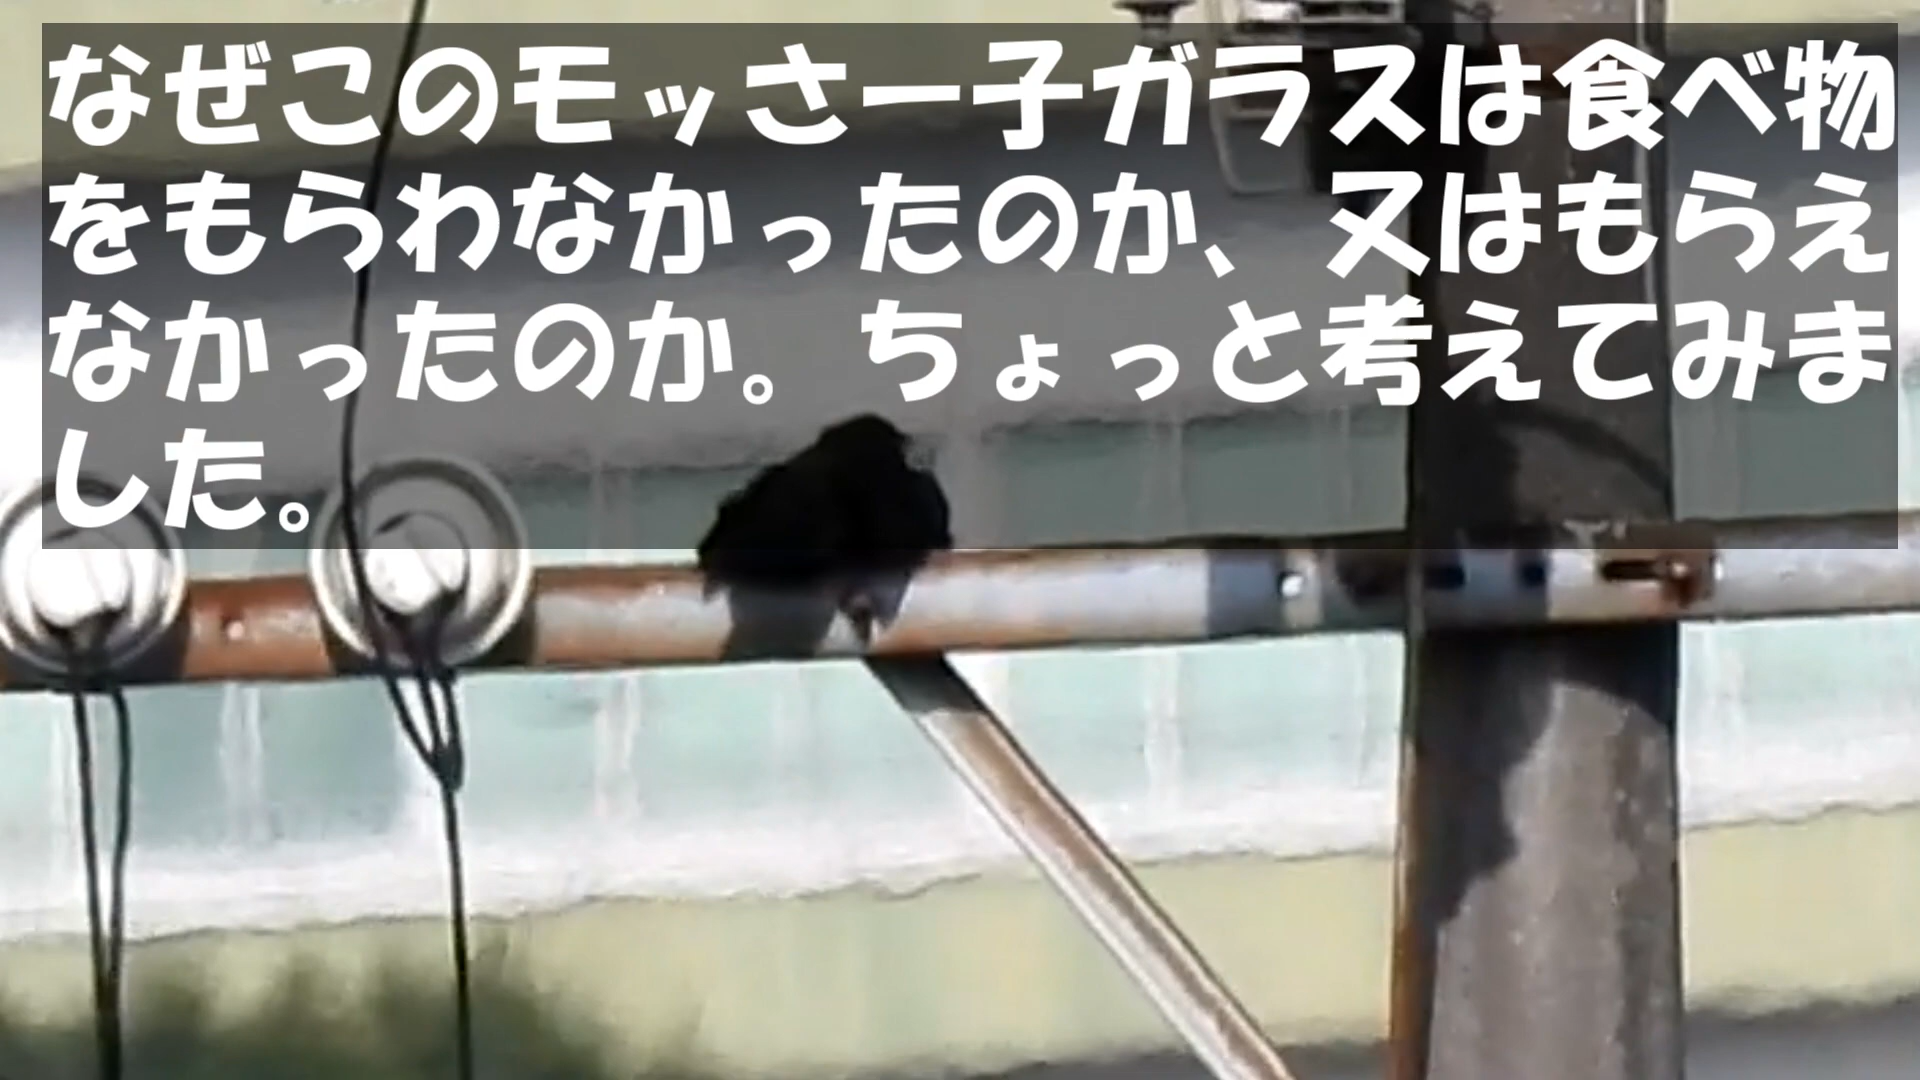 なぜこのモッさー子ガラスは食べ物
をもらわなかったのか、又はもらえ
なかったのか。ちょっと考えてみま
した。